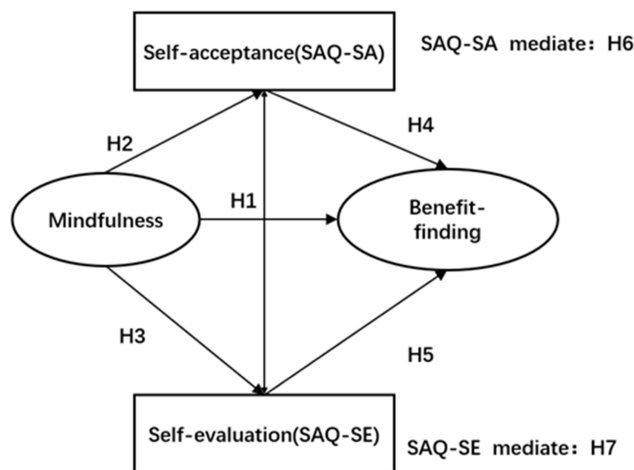 Self-acceptance(SAQ-SA)
SAQ-SA mediate：H6
H2
H4
Mindfulness
H1
Benefit-
finding
H3
H5
Self-evaluation(SAQ-SE)
SAQ-SE mediate：H7